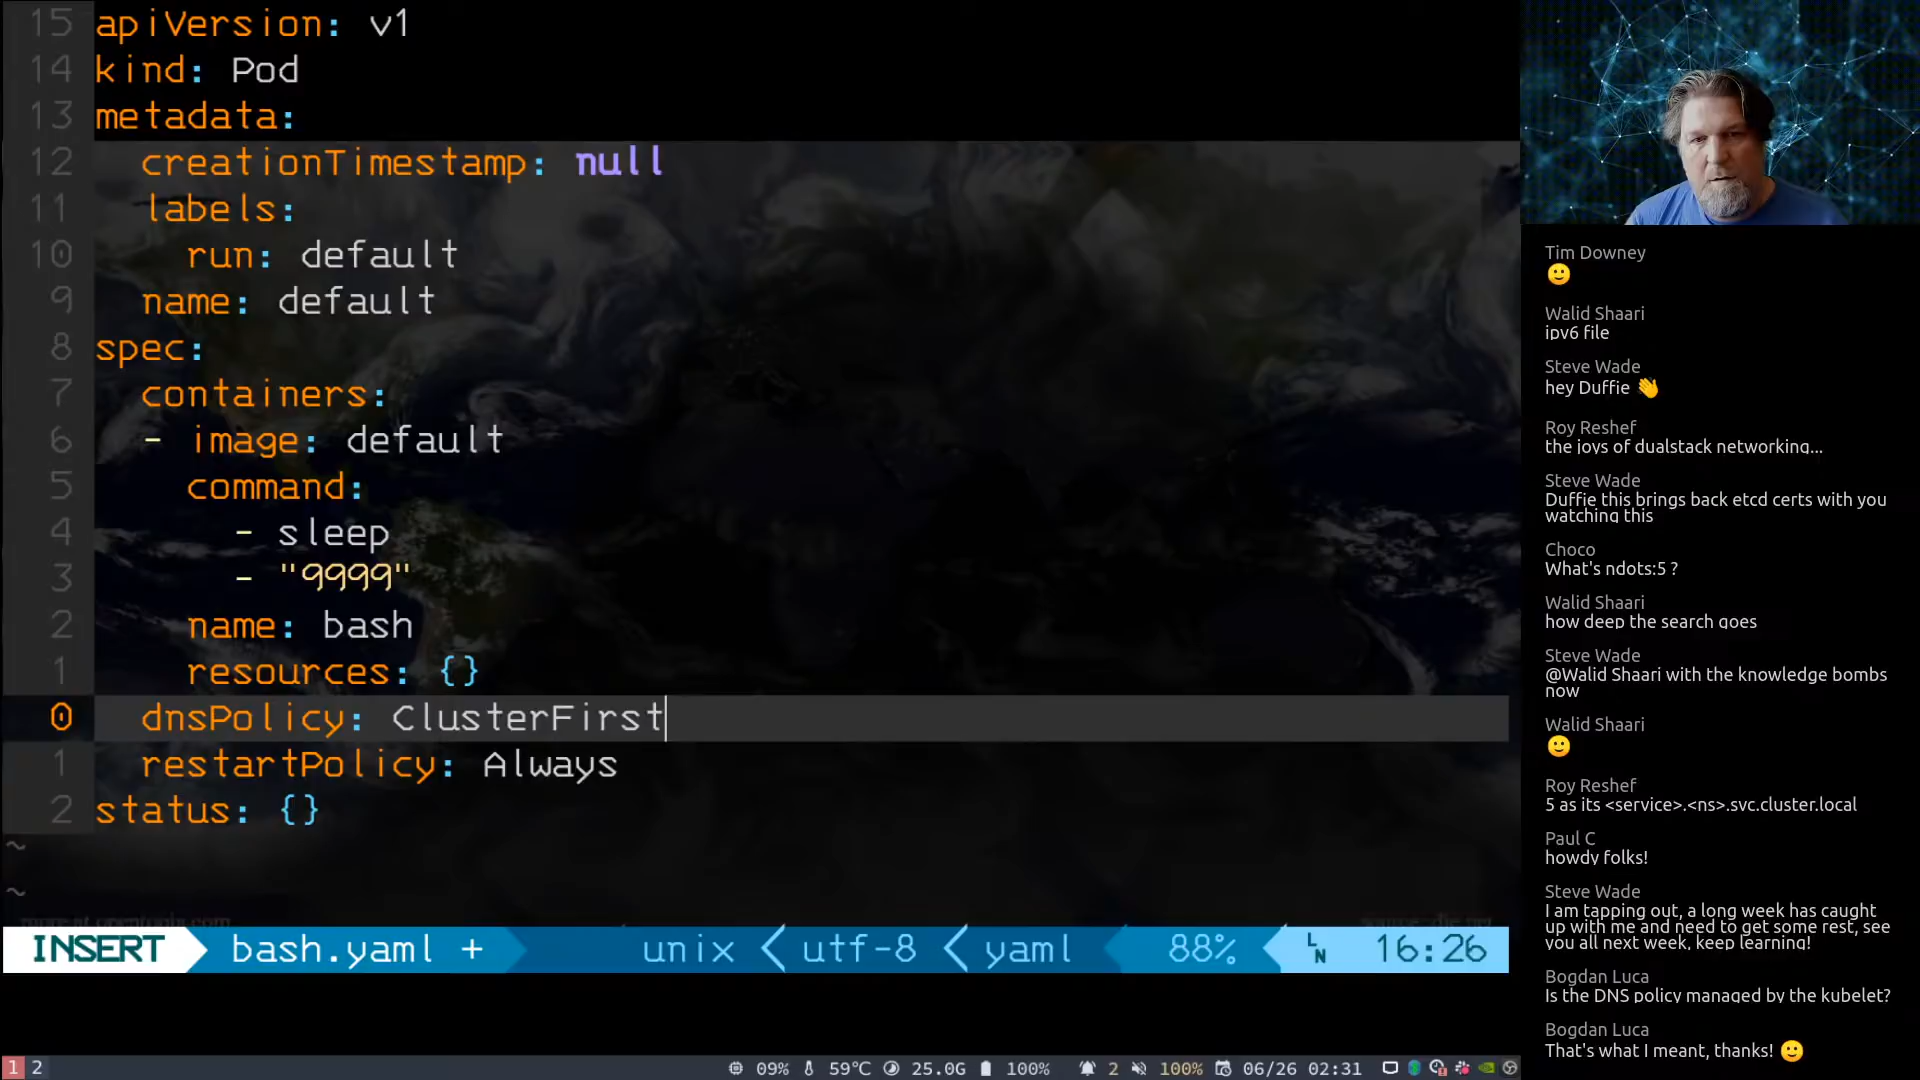 15 apiVersion: v1
14 kind: Pod
13 metadata:
12 creationTimestamp: null
11 labels:
10 run: default
9 name: default
8 spec:
7 containers:
6 - image: default
5 command:
4 - sleep
3 - "9999"
2 name: bash
1 resources: {}
0 dnsPolicy: ClusterFirst
1 restartPolicy: Always
2 status: {}
~
~
INSERT bash.yaml + unix utf-8 yaml 88% LN 16:26
1 2 09% 59°C 25.0G 100% 2 100% 06/26 02:31
Tim Downey
🙂
Walid Shaari
ipv6 file
Steve Wade
hey Duffie 👋
Roy Reshef
the joys of dualstack networking...
Steve Wade
Duffie this brings back etcd certs with you
watching this
Choco
What's ndots:5 ?
Walid Shaari
how deep the search goes
Steve Wade
@Walid Shaari with the knowledge bombs
now
Walid Shaari
🙂
Roy Reshef
5 as its <service>.<ns>.svc.cluster.local
Paul C
howdy folks!
Steve Wade
I am tapping out, a long week has caught
up with me and need to get some rest, see
you all next week, keep learning!
Bogdan Luca
Is the DNS policy managed by the kubelet?
Bogdan Luca
That's what I meant, thanks! 🙂